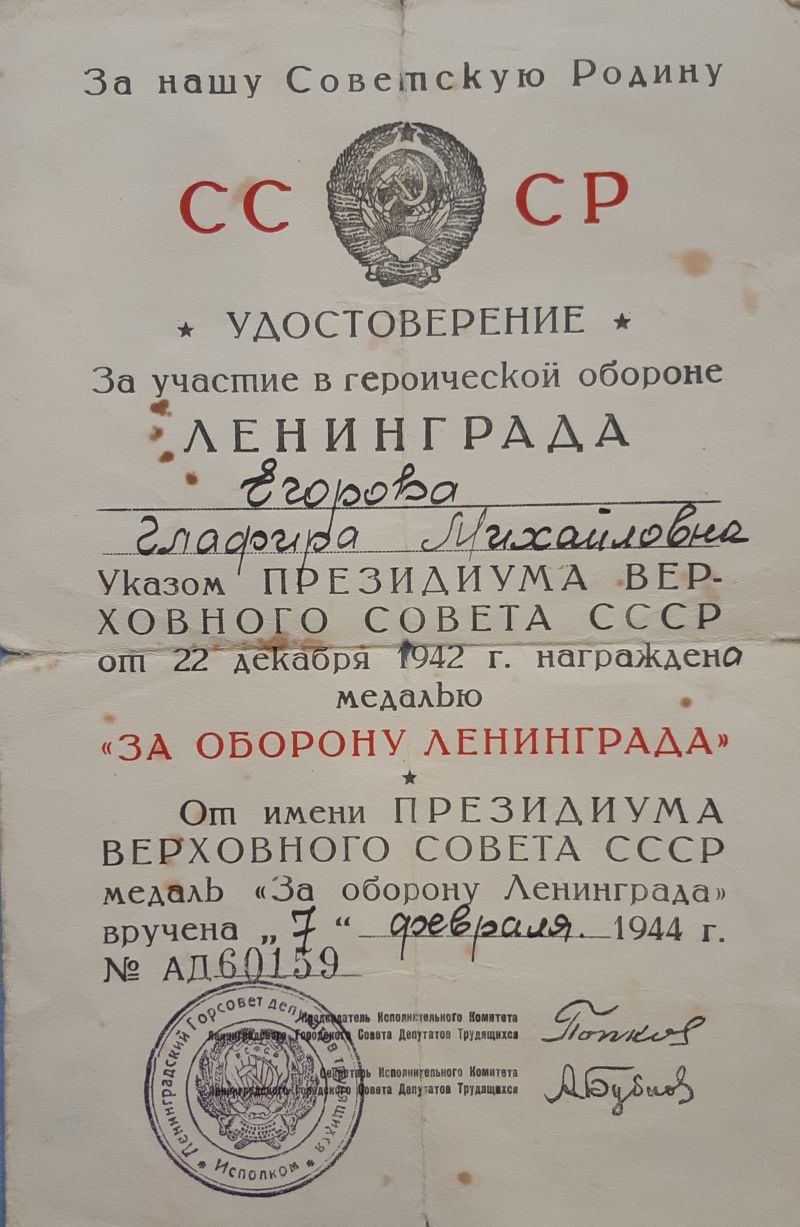 За нашу Советскую Родину
СС СР
★ УДОСТОВЕРЕНИЕ ★
За участие в героической обороне
ЛЕНИНГРАДА
Егорова
Глафира Михайловна
Указом ПРЕЗИДИУМА ВЕР-
ХОВНОГО СОВЕТА СССР
от 22 декабря 1942 г. награждена
медалью
«ЗА ОБОРОНУ ЛЕНИНГРАДА»
★
От имени ПРЕЗИДИУМА
ВЕРХОВНОГО СОВЕТА СССР
медаль «За оборону Ленинграда»
вручена „7“ февраля. 1944 г.
№ АД60159
Председатель Исполнительного Комитета
Ленинградского Городского Совета Депутатов Трудящихся
Попков
Секретарь Исполнительного Комитета
Ленинградского Городского Совета Депутатов Трудящихся
АБубнов
Ленинградский Горсовет депутатов трудящихся
★ Исполком ★